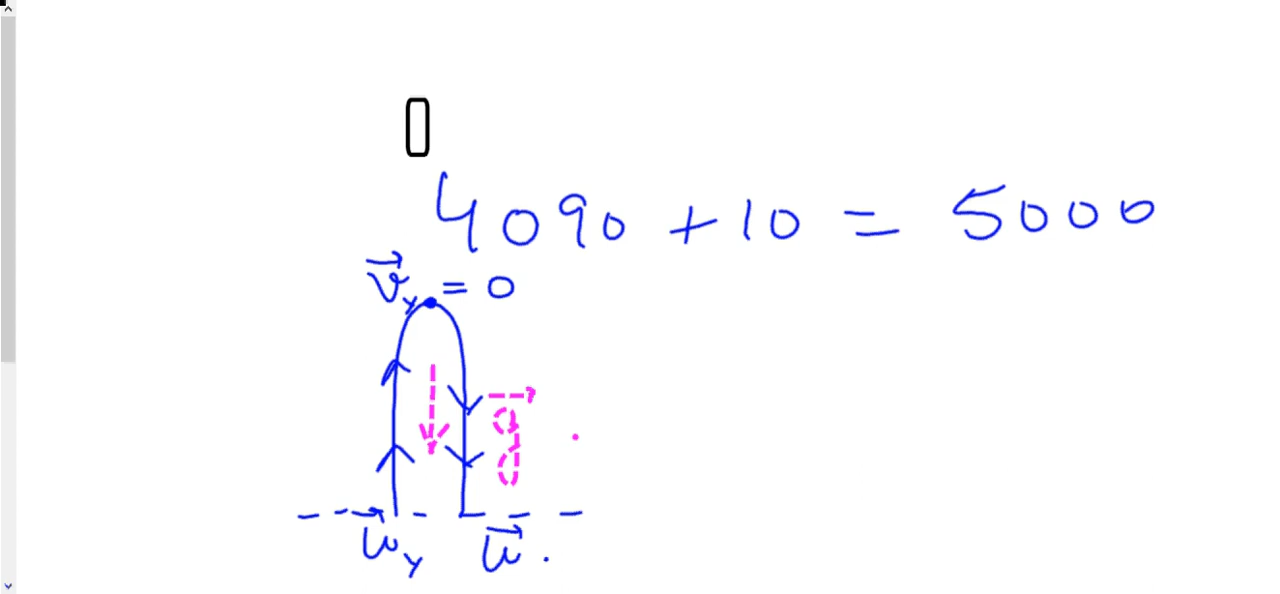 4090 + 10 = 5000
v⃗y = 0
g⃗
u⃗y u⃗.